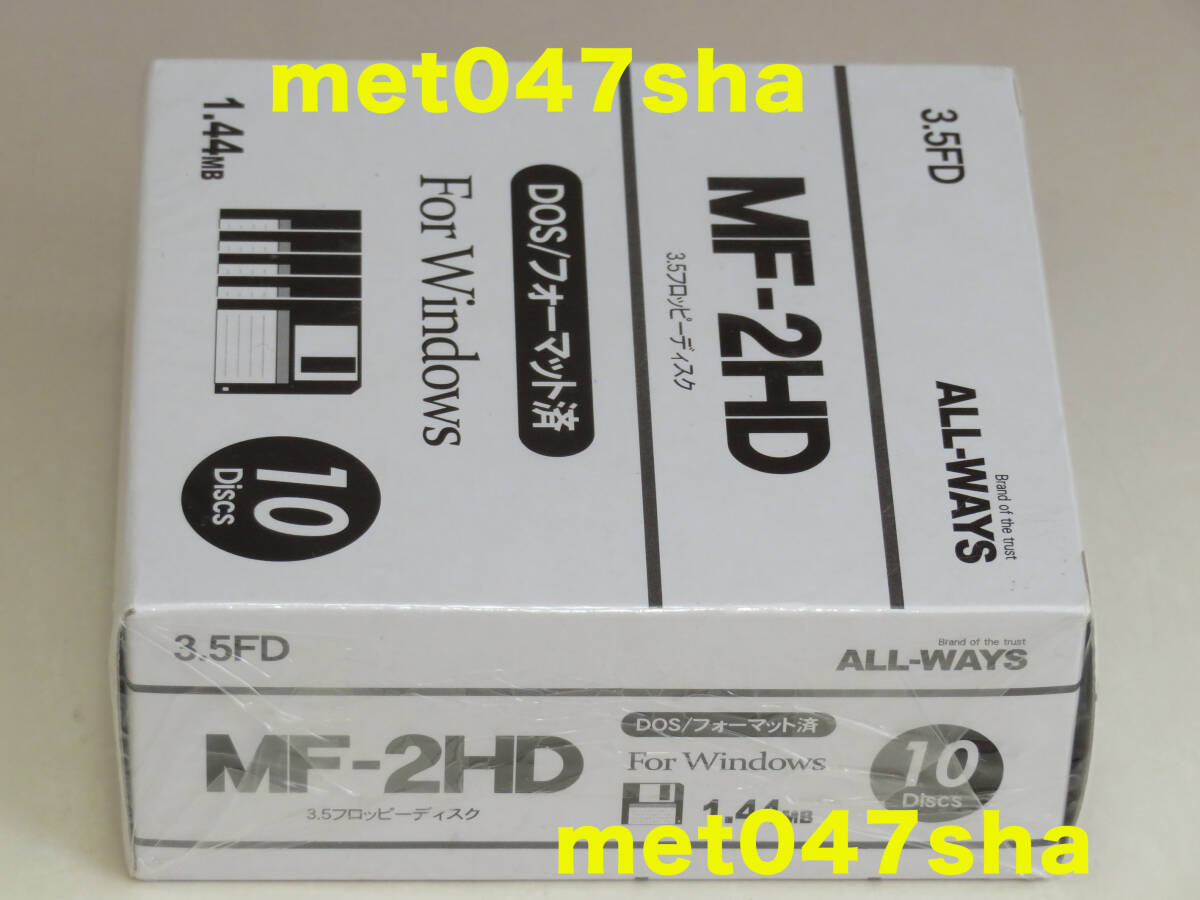 met047sha
3.5FD
Brand of the trust
ALL-WAYS
MF-2HD
3.5フロッピーディスク
DOS/フォーマット済
For Windows
1.44MB
10
Discs
3.5FD
Brand of the trust
ALL-WAYS
MF-2HD
3.5フロッピーディスク
DOS/フォーマット済
For Windows
1.44MB
10
Discs
met047sha